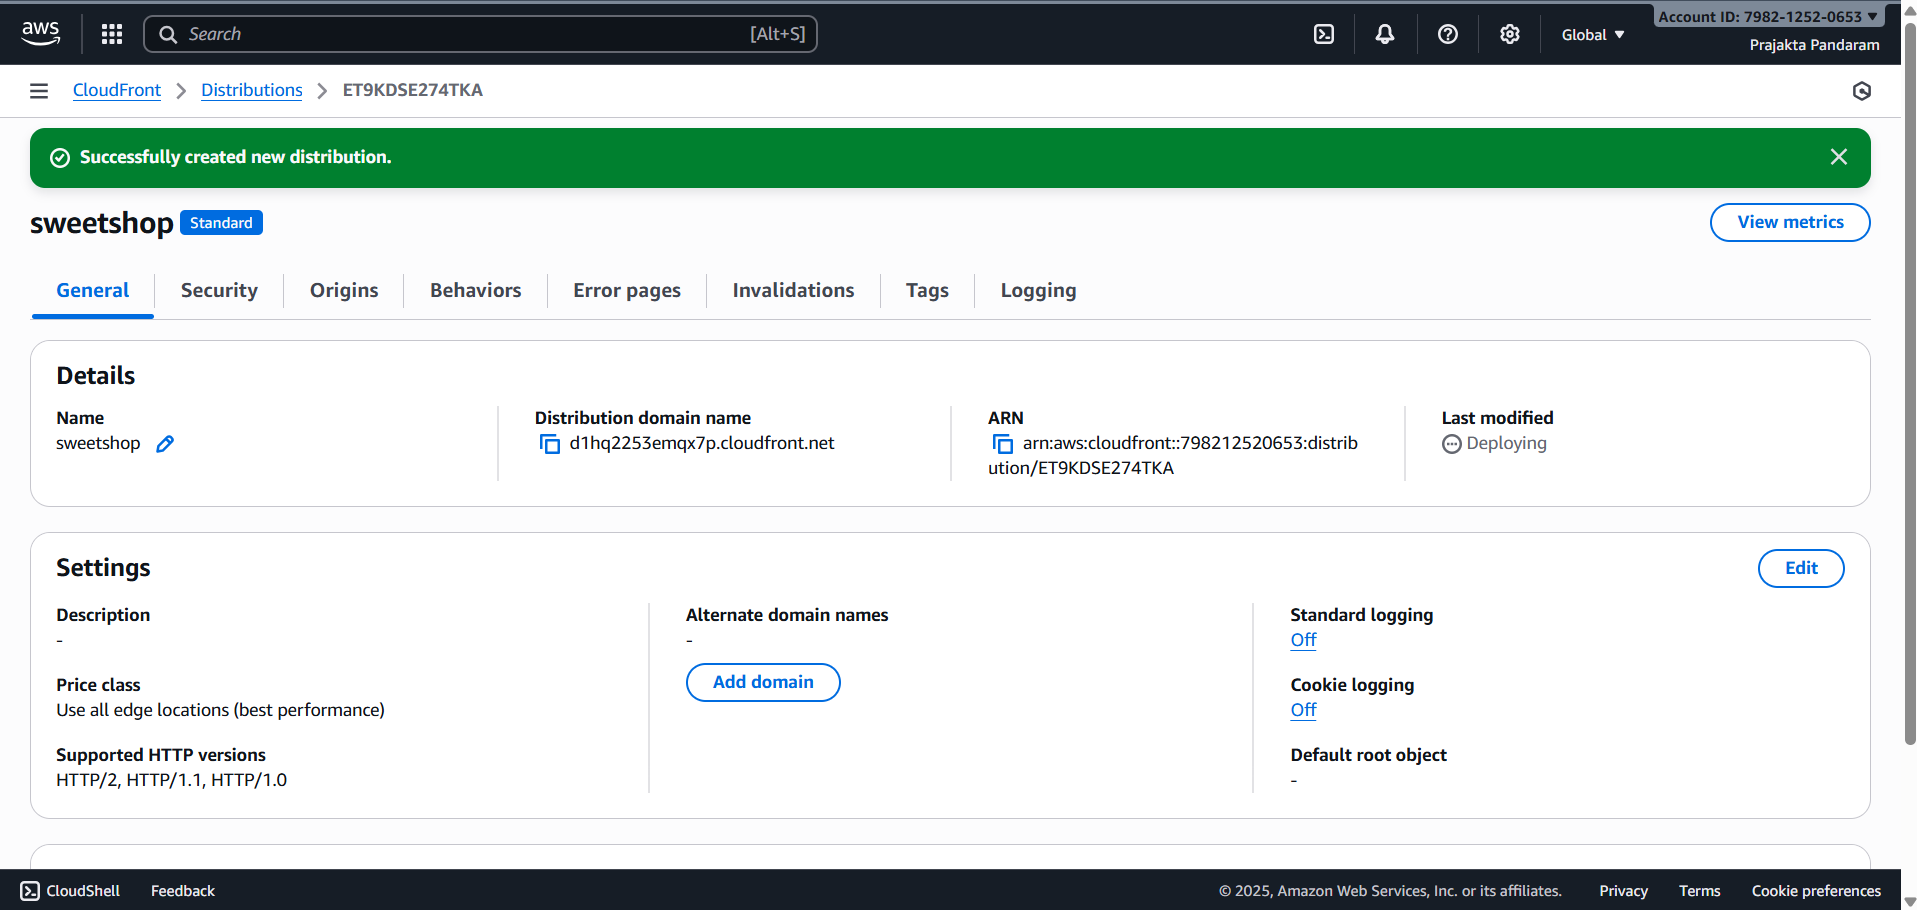 aws
Search [Alt+S]
Global
Account ID: 7982-1252-0653
Prajakta Pandaram
CloudFront Distributions ET9KDSE274TKA
Successfully created new distribution.
sweetshop Standard
View metrics
General Security Origins Behaviors Error pages Invalidations Tags Logging
Details
Name
sweetshop
Distribution domain name
d1hq2253emqx7p.cloudfront.net
ARN
arn:aws:cloudfront::798212520653:distrib
ution/ET9KDSE274TKA
Last modified
Deploying
Settings
Edit
Description
-
Price class
Use all edge locations (best performance)
Supported HTTP versions
HTTP/2, HTTP/1.1, HTTP/1.0
Alternate domain names
-
Add domain
Standard logging
Off
Cookie logging
Off
Default root object
-
CloudShell Feedback © 2025, Amazon Web Services, Inc. or its affiliates. Privacy Terms Cookie preferences